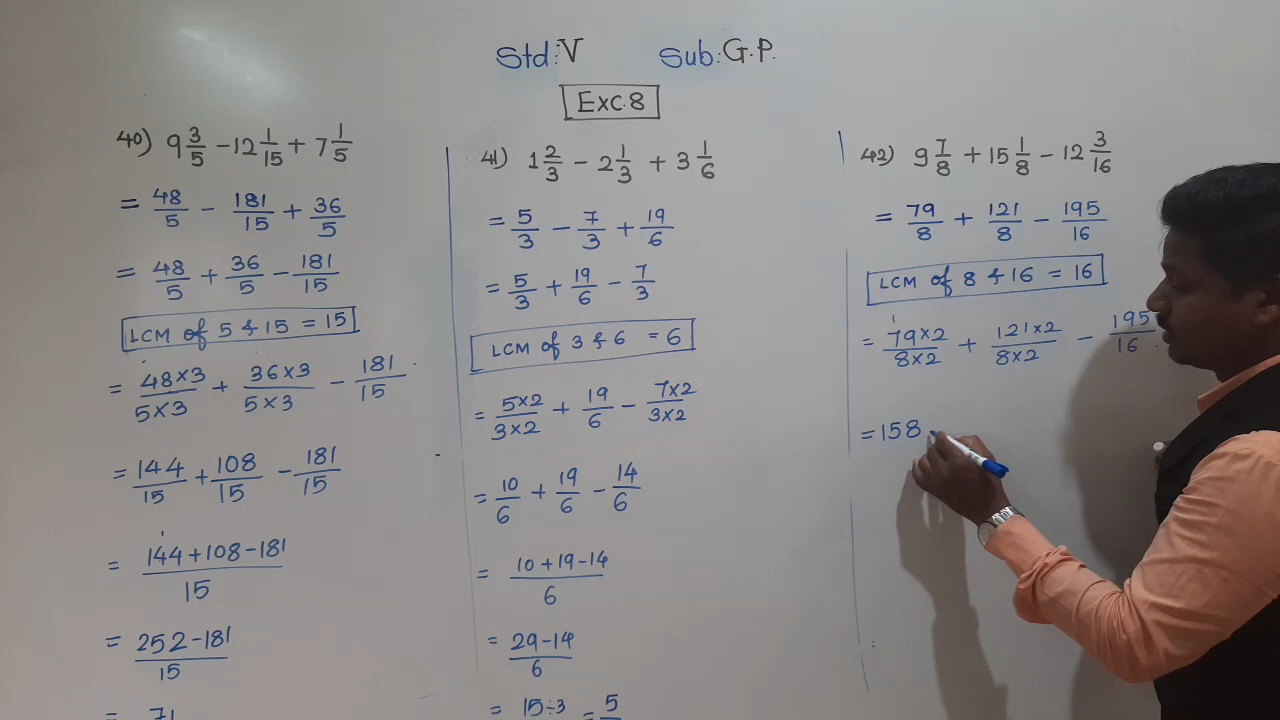 Std: V Sub: G.P.
Exc.8
40) 9 3/5 - 12 1/15 + 7 1/5
= 48/5 - 181/15 + 36/5
= 48/5 + 36/5 - 181/15
LCM of 5 & 15 = 15
= 48×3/5×3 + 36×3/5×3 - 181/15
= 144/15 + 108/15 - 181/15
= 144+108-181/15
= 252-181/15
= 71
41) 1 2/3 - 2 1/3 + 3 1/6
= 5/3 - 7/3 + 19/6
= 5/3 + 19/6 - 7/3
LCM of 3 & 6 = 6
= 5×2/3×2 + 19/6 - 7×2/3×2
= 10/6 + 19/6 - 14/6
= 10+19-14/6
= 29-14/6
= 15÷3 = 5
42) 9 7/8 + 15 1/8 - 12 3/16
= 79/8 + 121/8 - 195/16
LCM of 8 & 16 = 16
= 79×2/8×2 + 121×2/8×2 - 195/16
= 158